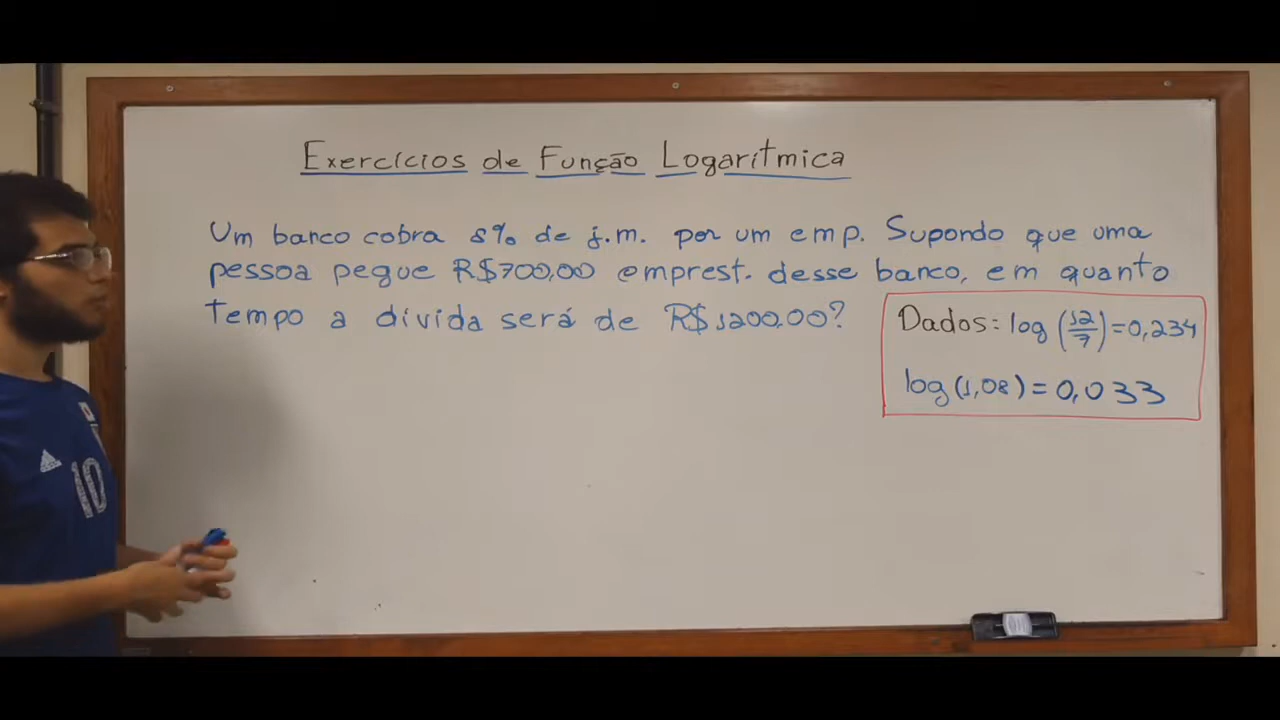 Exercícios de Função Logarítmica
Um banco cobra 8% de j.m. por um emp. Supondo que uma
pessoa pegue R$700,00 emprest. desse banco, em quanto
tempo a dívida será de R$1200,00?
Dados: log (12/7) = 0,234
log (1,08) = 0,033
10